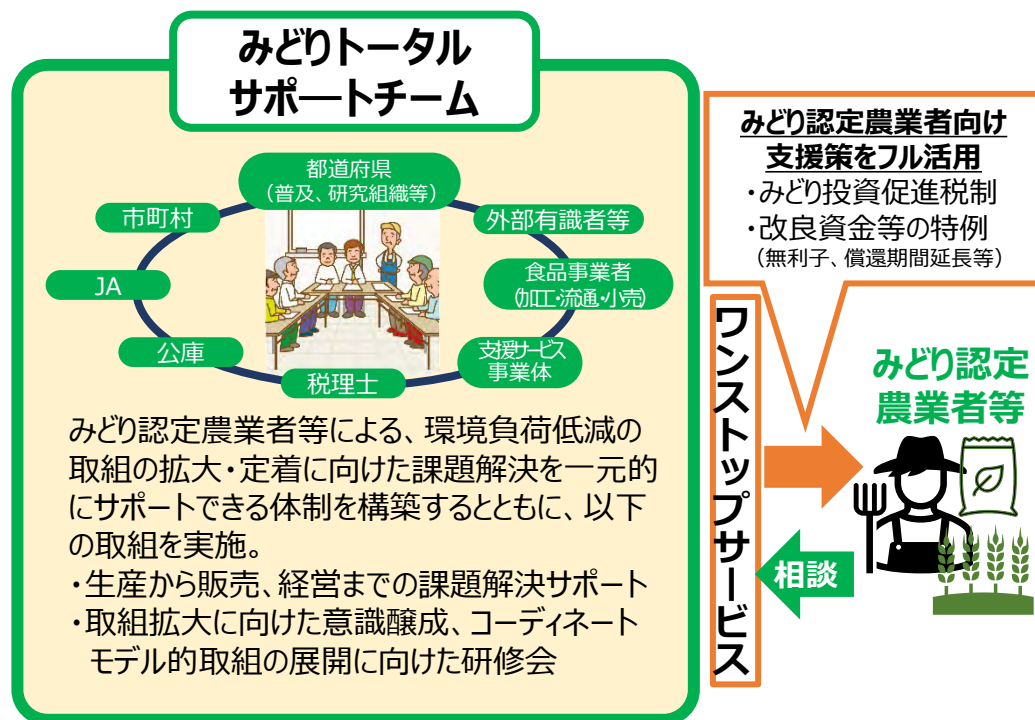 みどりトータル
サポートチーム
都道府県
（普及、研究組織等）
市町村
外部有識者等
JA
食品事業者
（加工・流通・小売）
公庫
支援サービス
事業体
税理士
みどり認定農業者等による、環境負荷低減の
取組の拡大・定着に向けた課題解決を一元的
にサポートできる体制を構築するとともに、以下
の取組を実施。
・生産から販売、経営までの課題解決サポート
・取組拡大に向けた意識醸成、コーディネート
モデル的取組の展開に向けた研修会
みどり認定農業者向け
支援策をフル活用
・みどり投資促進税制
・改良資金等の特例
（無利子、償還期間延長等）
ワンストップサービス
みどり認定
農業者等
相談